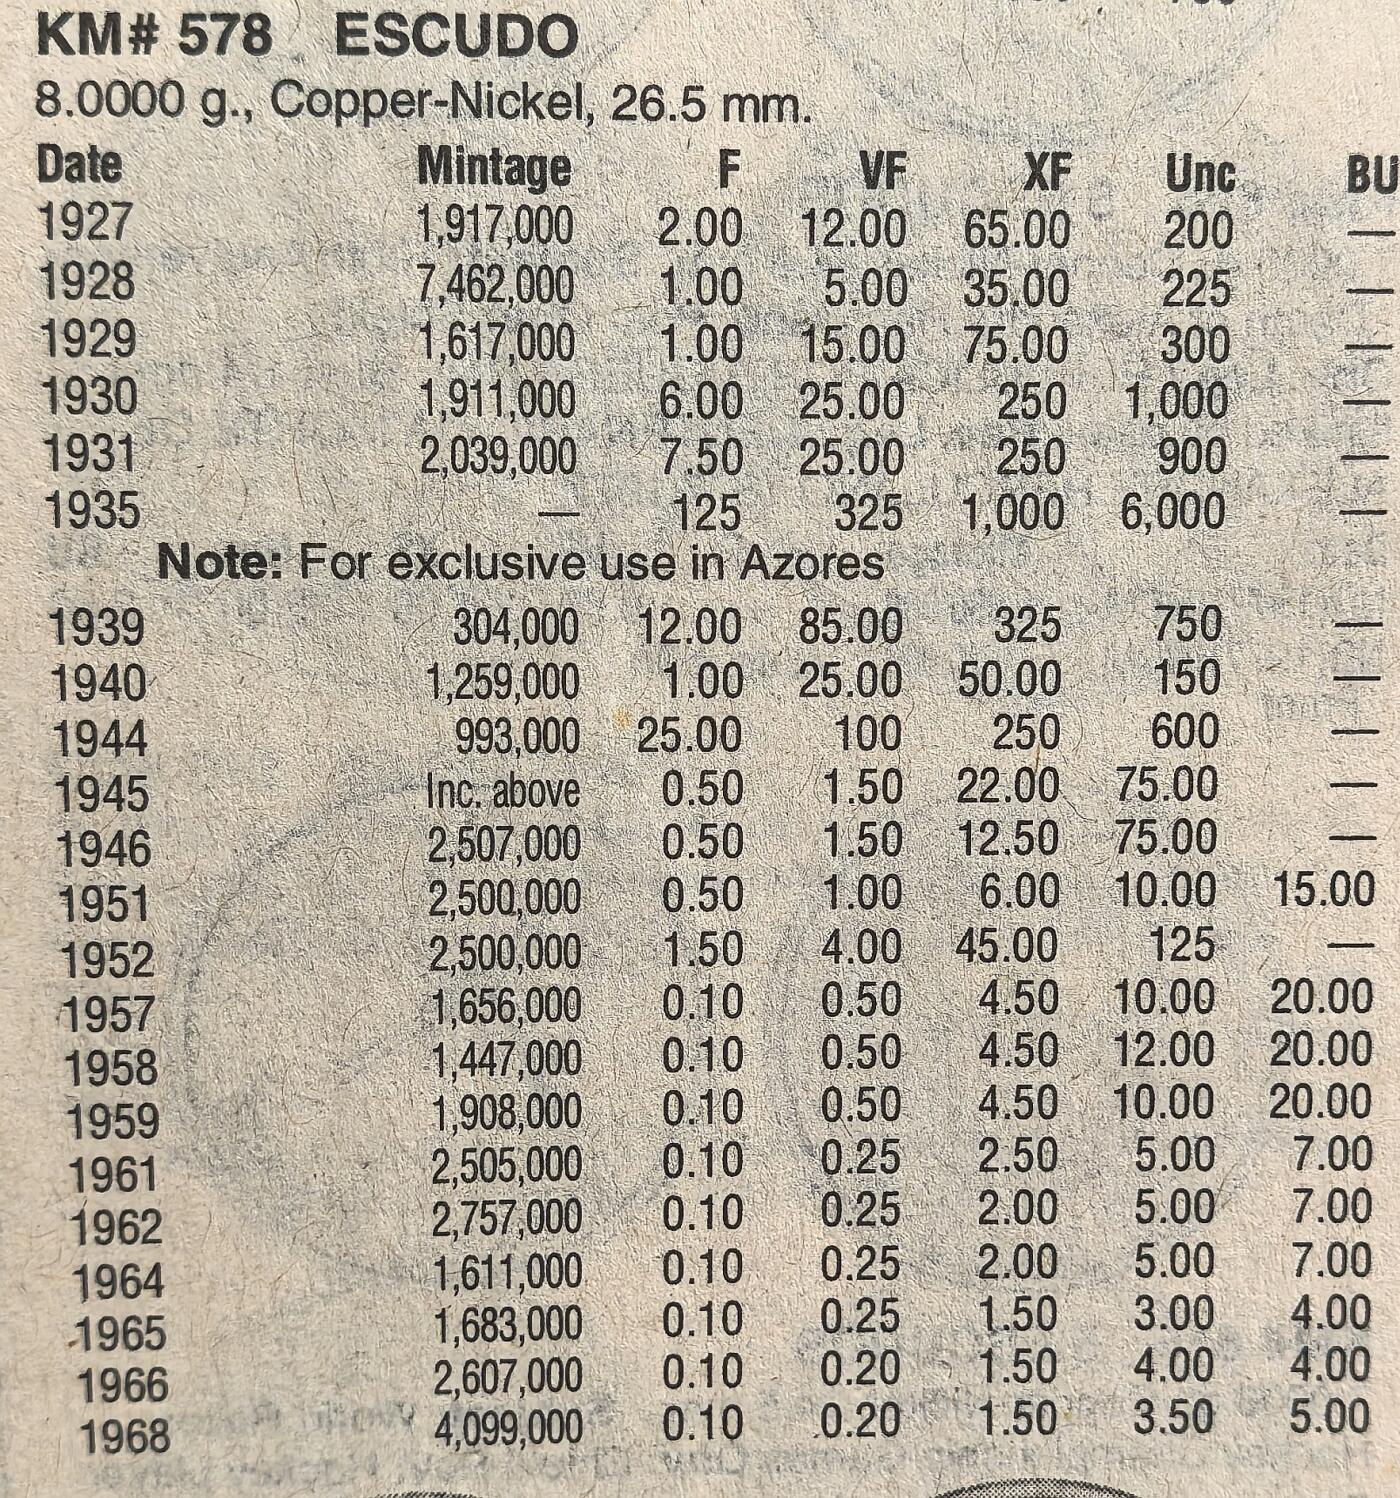 KM# 578 ESCUDO
8.0000 g., Copper-Nickel, 26.5 mm.
Date Mintage F VF XF Unc BU
1927 1,917,000 2.00 12.00 65.00 200 —
1928 7,462,000 1.00 5.00 35.00 225 —
1929 1,617,000 1.00 15.00 75.00 300 —
1930 1,911,000 6.00 25.00 250 1,000 —
1931 2,039,000 7.50 25.00 250 900 —
1935 — 125 325 1,000 6,000 —
Note: For exclusive use in Azores
1939 304,000 12.00 85.00 325 750 —
1940 1,259,000 1.00 25.00 50.00 150 —
1944 993,000 25.00 100 250 600 —
1945 Inc. above 0.50 1.50 22.00 75.00 —
1946 2,507,000 0.50 1.50 12.50 75.00 —
1951 2,500,000 0.50 1.00 6.00 10.00 15.00
1952 2,500,000 1.50 4.00 45.00 125 —
1957 1,656,000 0.10 0.50 4.50 10.00 20.00
1958 1,447,000 0.10 0.50 4.50 12.00 20.00
1959 1,908,000 0.10 0.50 4.50 10.00 20.00
1961 2,505,000 0.10 0.25 2.50 5.00 7.00
1962 2,757,000 0.10 0.25 2.00 5.00 7.00
1964 1,611,000 0.10 0.25 2.00 5.00 7.00
1965 1,683,000 0.10 0.25 1.50 3.00 4.00
1966 2,607,000 0.10 0.20 1.50 4.00 4.00
1968 4,099,000 0.10 0.20 1.50 3.50 5.00